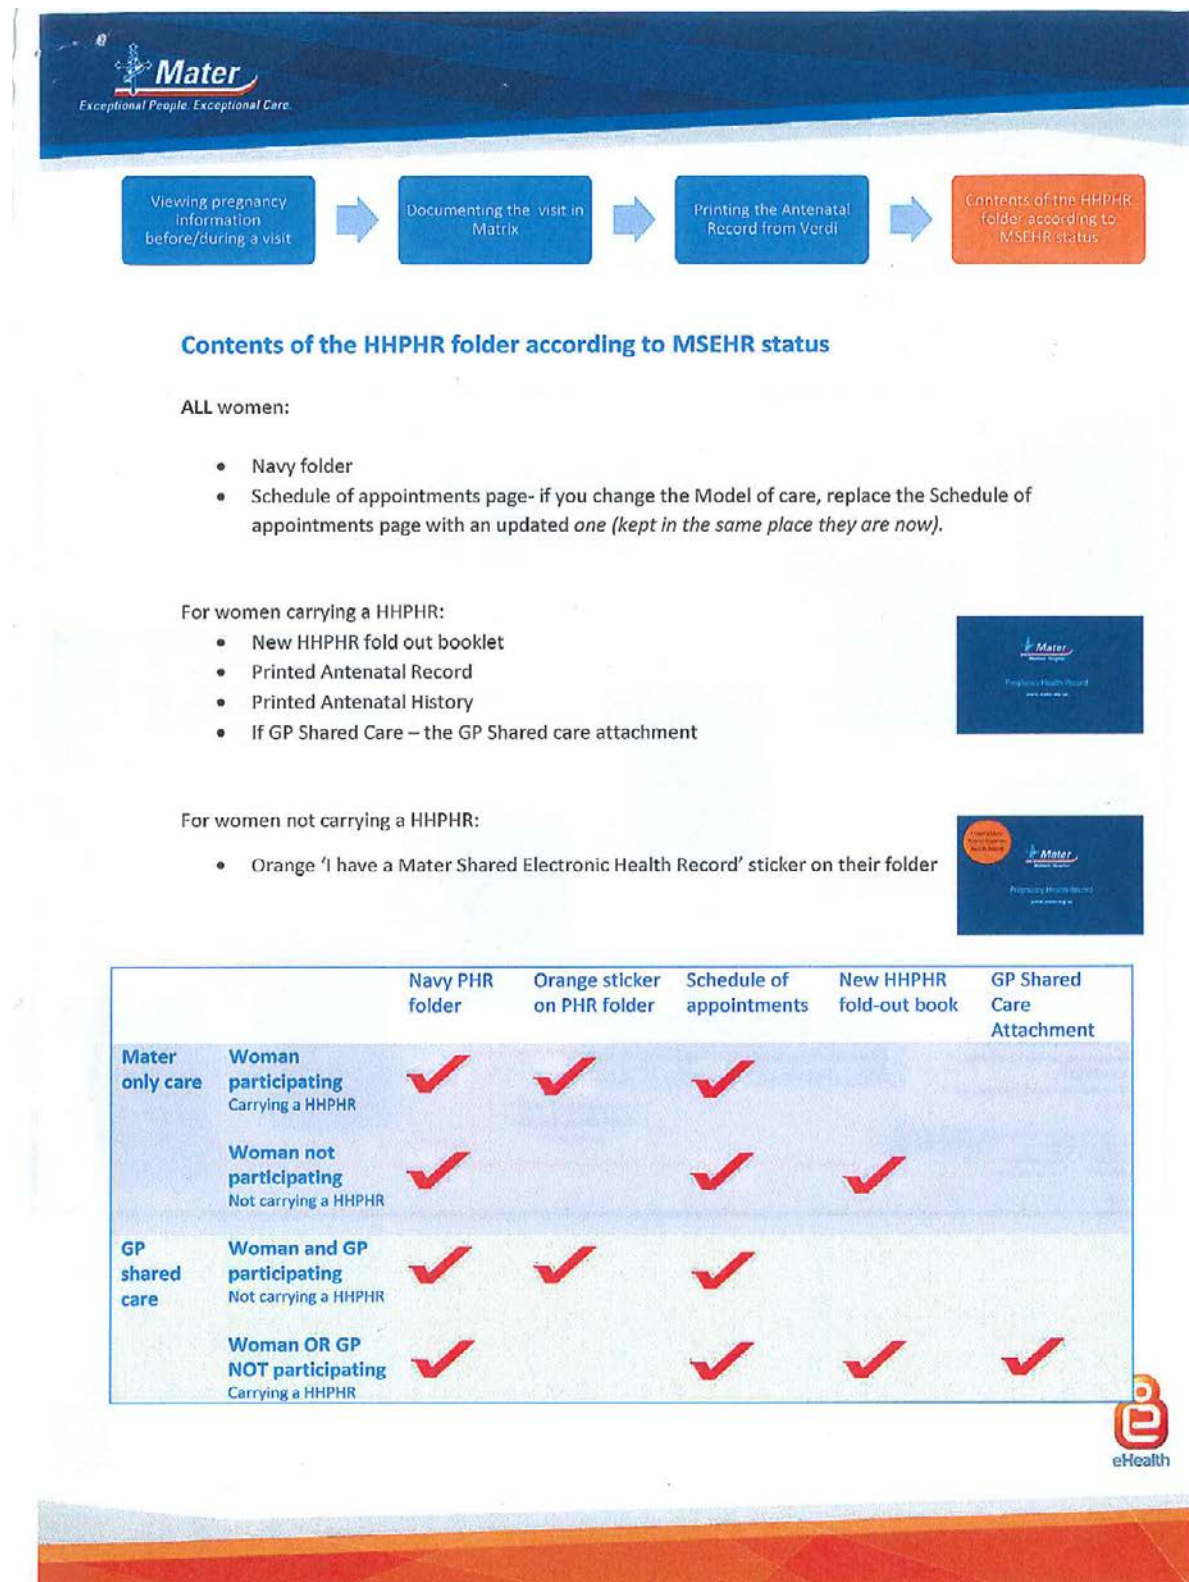 Mater
Exceptional People. Exceptional Care.
Viewing pregnancy
information
before/during a visit
Documenting the visit in
Matrix
Printing the Antenatal
Record from Verdi
Contents of the HHPHR
folder according to
MSEHR status
Contents of the HHPHR folder according to MSEHR status
ALL women:
• Navy folder
• Schedule of appointments page- if you change the Model of care, replace the Schedule of
appointments page with an updated one (kept in the same place they are now).
For women carrying a HHPHR:
• New HHPHR fold out booklet
• Printed Antenatal Record
• Printed Antenatal History
• If GP Shared Care – the GP Shared care attachment
Mater
Pregnancy Health Record
For women not carrying a HHPHR:
• Orange 'I have a Mater Shared Electronic Health Record' sticker on their folder
Mater
Pregnancy Health Record
Navy PHR
folder
Orange sticker
on PHR folder
Schedule of
appointments
New HHPHR
fold-out book
GP Shared
Care
Attachment
Mater
only care
Woman
participating
Carrying a HHPHR
Woman not
participating
Not carrying a HHPHR
GP
shared
care
Woman and GP
participating
Not carrying a HHPHR
Woman OR GP
NOT participating
Carrying a HHPHR
eHealth